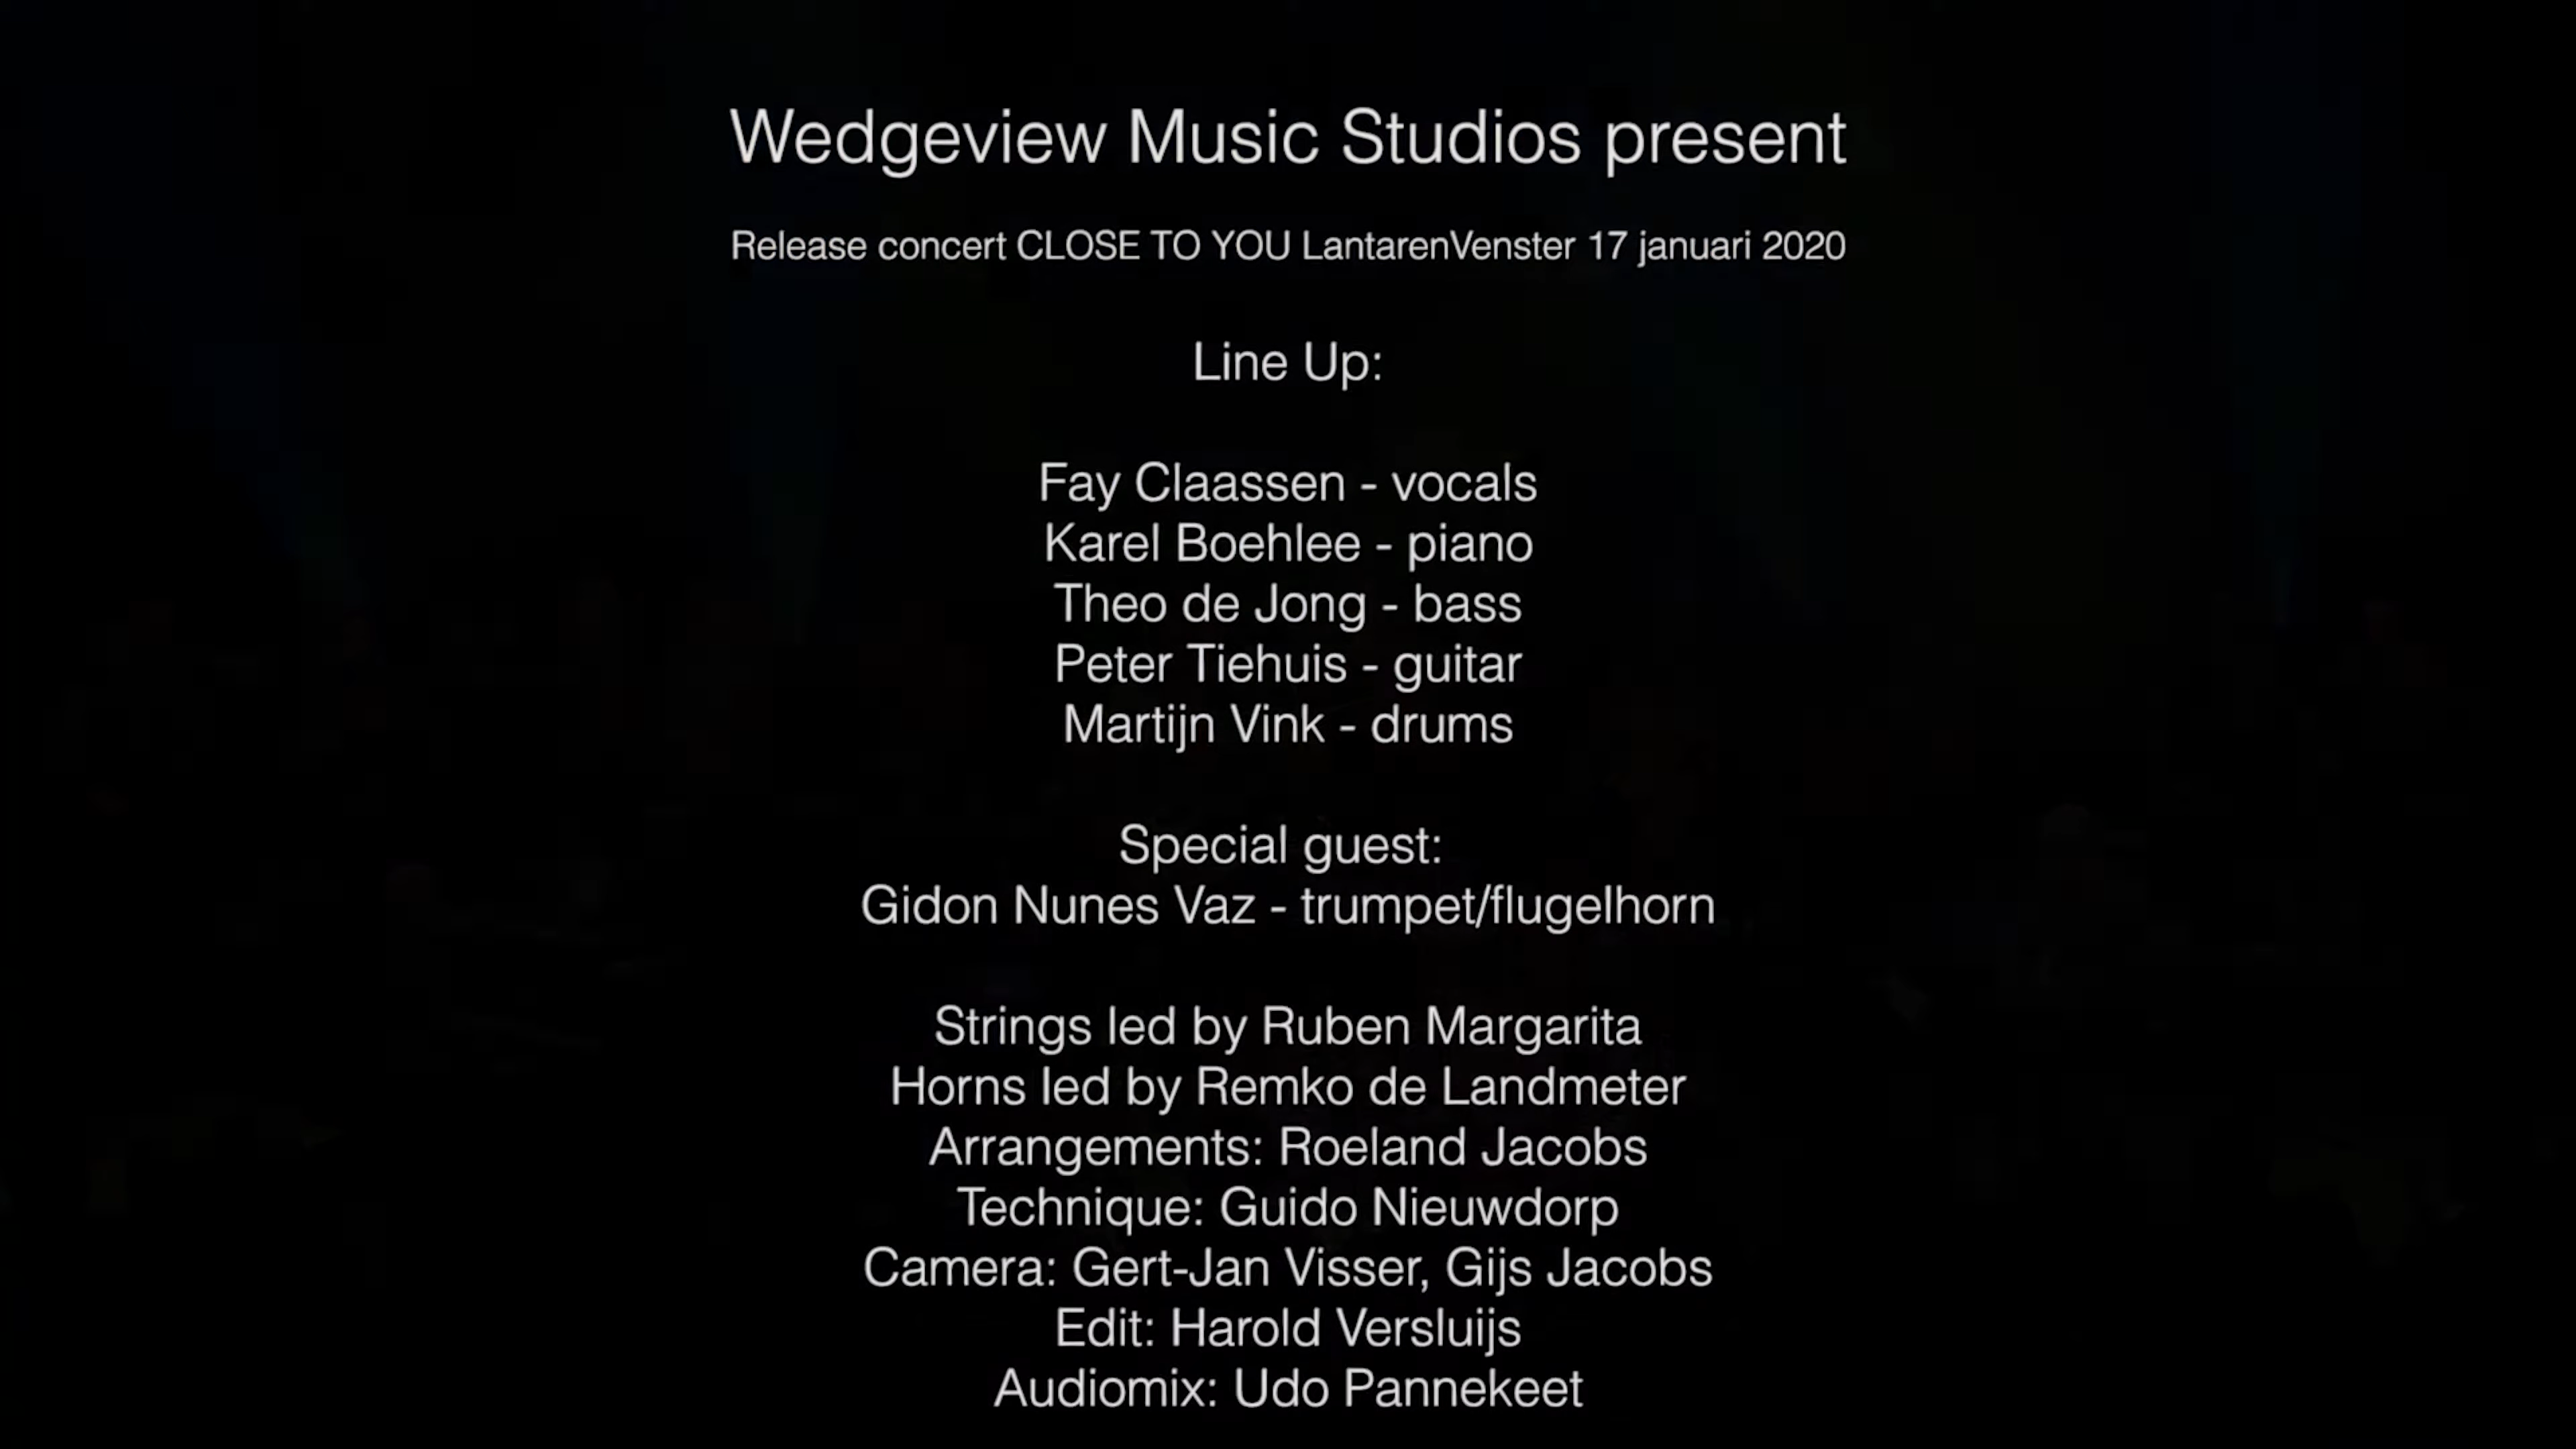 Wedgeview Music Studios present
Release concert CLOSE TO YOU LantarenVenster 17 januari 2020
Line Up:
Fay Claassen - vocals
Karel Boehlee - piano
Theo de Jong - bass
Peter Tiehuis - guitar
Martijn Vink - drums
Special guest:
Gidon Nunes Vaz - trumpet/flugelhorn
Strings led by Ruben Margarita
Horns led by Remko de Landmeter
Arrangements: Roeland Jacobs
Technique: Guido Nieuwdorp
Camera: Gert-Jan Visser, Gijs Jacobs
Edit: Harold Versluijs
Audiomix: Udo Pannekeet